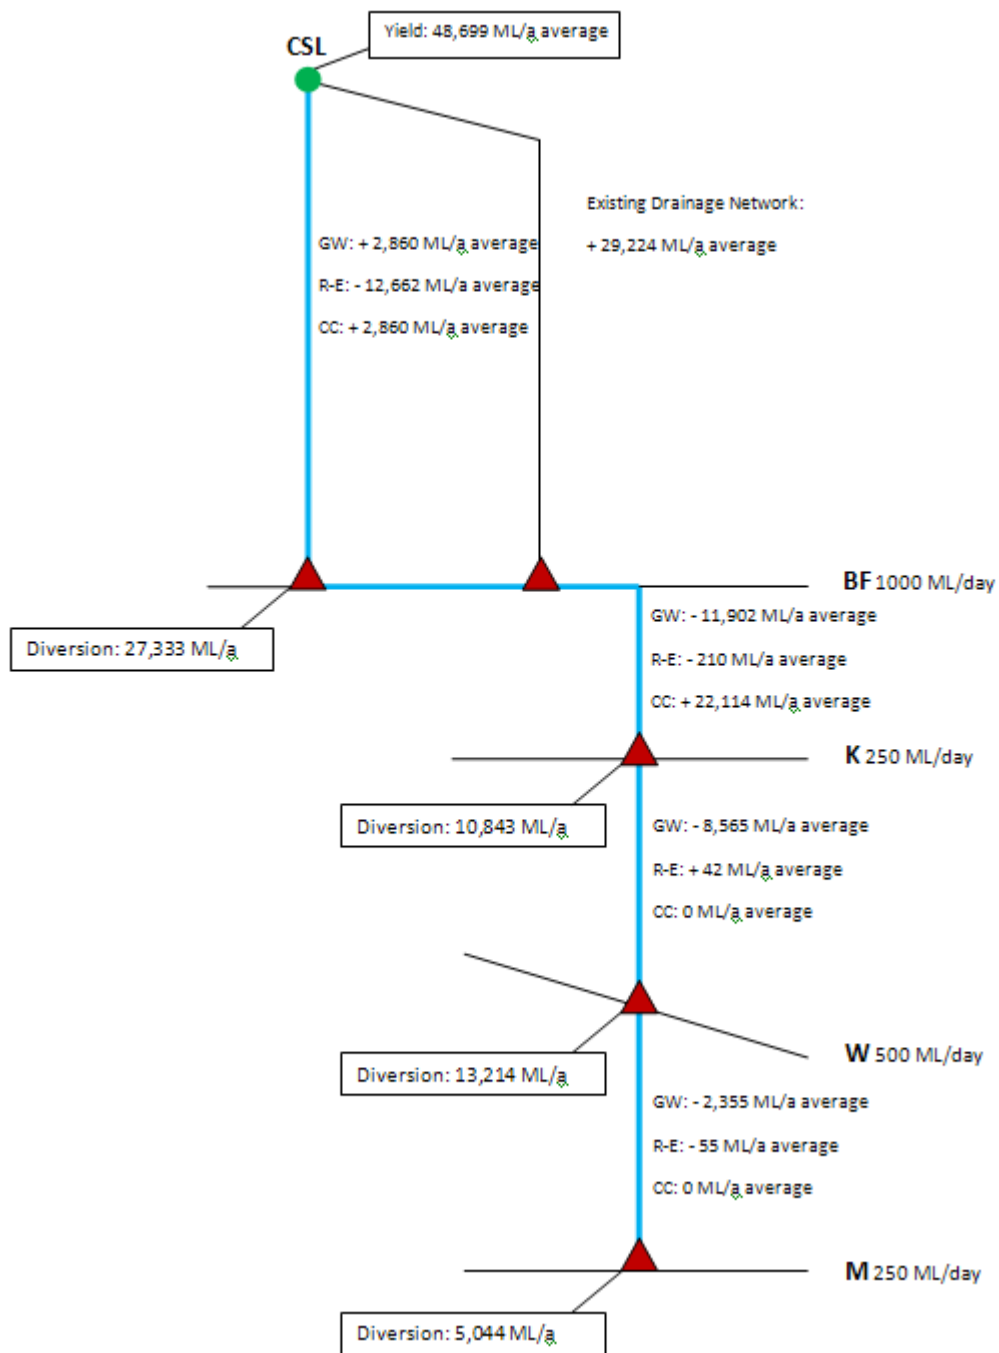 Yield: 48,699 ML/a average
CSL
Existing Drainage Network:
+ 29,224 ML/a average
GW: + 2,860 ML/a average
R-E: - 12,662 ML/a average
CC: + 2,860 ML/a average
BF 1000 ML/day
Diversion: 27,333 ML/a
GW: - 11,902 ML/a average
R-E: - 210 ML/a average
CC: + 22,114 ML/a average
K 250 ML/day
Diversion: 10,843 ML/a
GW: - 8,565 ML/a average
R-E: + 42 ML/a average
CC: 0 ML/a average
W 500 ML/day
Diversion: 13,214 ML/a
GW: - 2,355 ML/a average
R-E: - 55 ML/a average
CC: 0 ML/a average
M 250 ML/day
Diversion: 5,044 ML/a